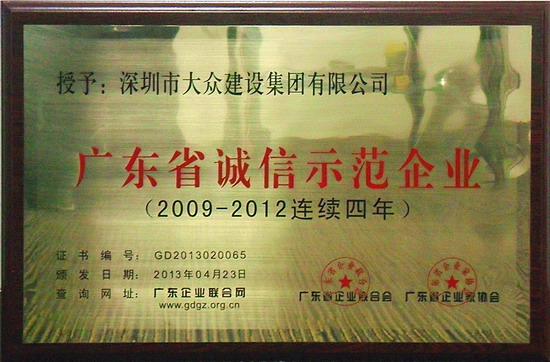 授予：深圳市大众建设集团有限公司
广东省诚信示范企业
（2009-2012连续四年）
证书编号：GD2013020065
颁发日期：2013年04月23日
查询网址：广东企业联合网
www.gdgz.org.cn
广东省企业联合会 广东省企业家协会